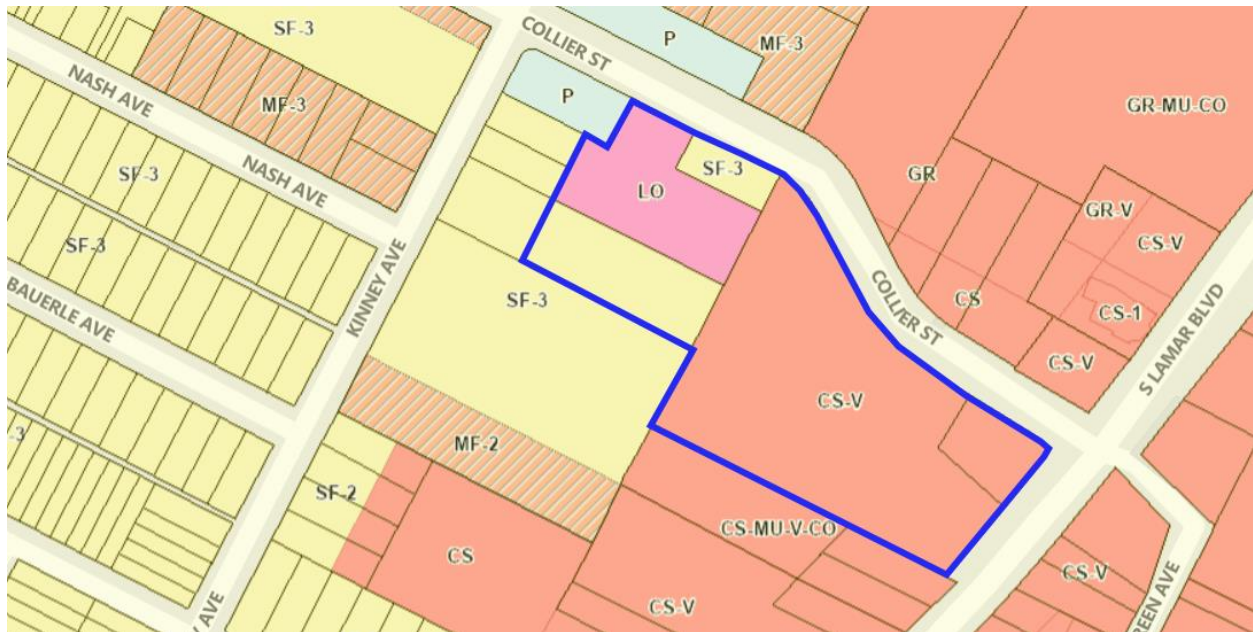 SF-3
COLLIER ST
P
MF-3
NASH AVE
MF-3
P
GR-MU-CO
NASH AVE
SF-3
SF-3
GR
LO
GR-V
SF-3
CS-V
KINNEY AVE
BAUERLE AVE
SF-3
COLLIER ST
CS
CS-1
S LAMAR BLVD
CS-V
CS-V
-3
MF-2
SF-2
CS-MU-V-CO
CS
CS-V
CS-V
AVE
REEN AVE